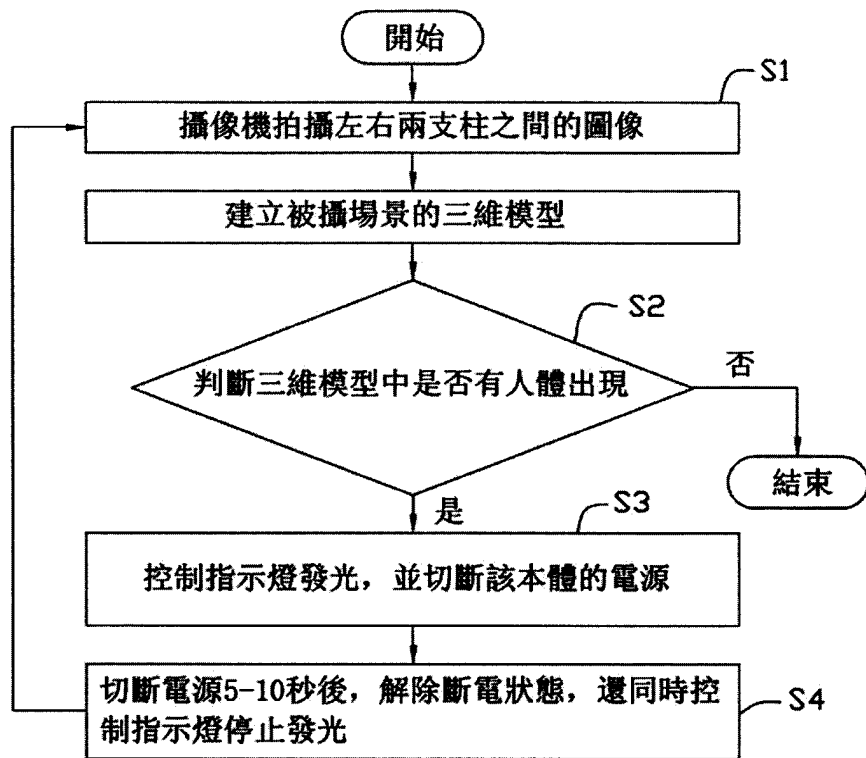 開始
S1
攝像機拍攝左右兩支柱之間的圖像
建立被攝場景的三維模型
S2
判斷三維模型中是否有人體出現
否
結束
是
S3
控制指示燈發光，並切斷該本體的電源
切斷電源5-10秒後，解除斷電狀態，還同時控
制指示燈停止發光
S4